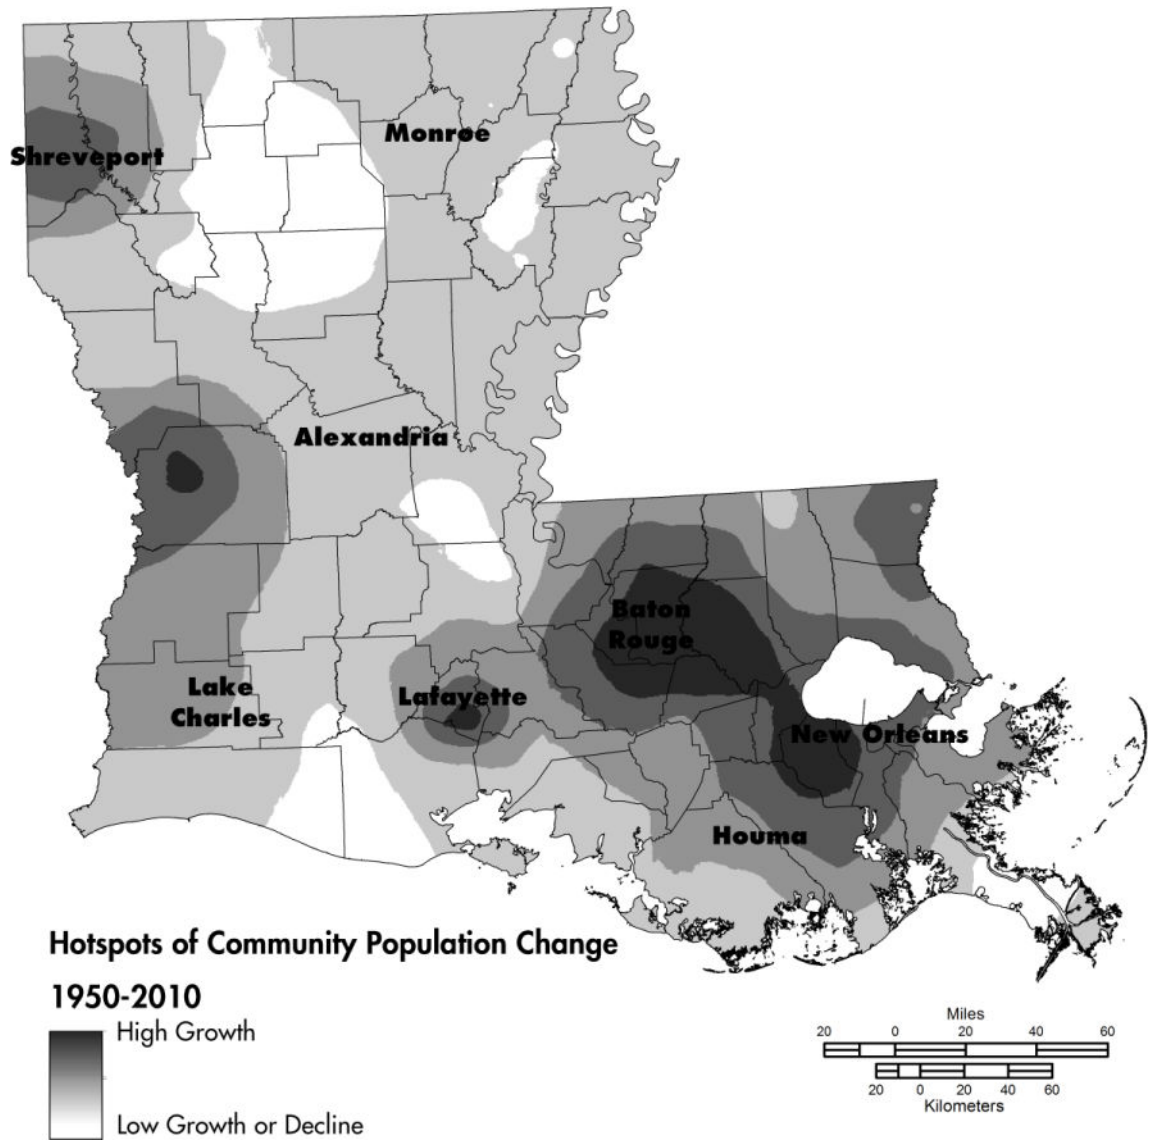 Monroe
Shreveport
Alexandria
Baton
Rouge
Lake
Charles
Lafayette
New Orleans
Houma
Hotspots of Community Population Change
1950-2010
High Growth
Low Growth or Decline
Miles
20 0 20 40 60
20 0 20 40 60
Kilometers